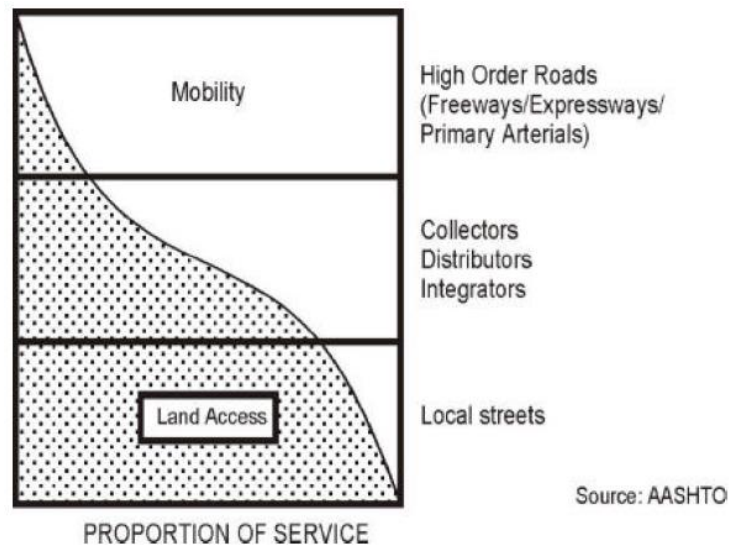 Mobility
High Order Roads
(Freeways/Expressways/
Primary Arterials)
Collectors
Distributors
Integrators
Land Access
Local streets
Source: AASHTO
PROPORTION OF SERVICE